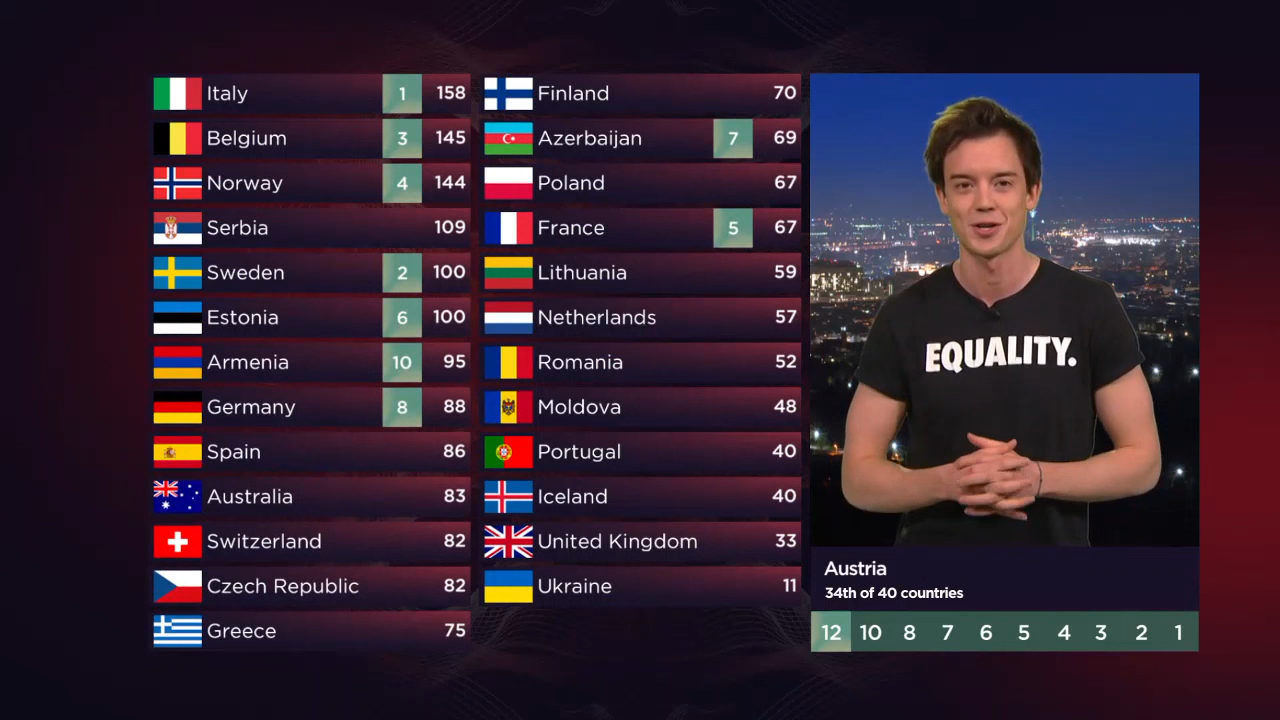 Italy 1 158
Belgium 3 145
Norway 4 144
Serbia 109
Sweden 2 100
Estonia 6 100
Armenia 10 95
Germany 8 88
Spain 86
Australia 83
Switzerland 82
Czech Republic 82
Greece 75
Finland 70
Azerbaijan 7 69
Poland 67
France 5 67
Lithuania 59
Netherlands 57
Romania 52
Moldova 48
Portugal 40
Iceland 40
United Kingdom 33
Ukraine 11
EQUALITY.
Austria
34th of 40 countries
12 10 8 7 6 5 4 3 2 1